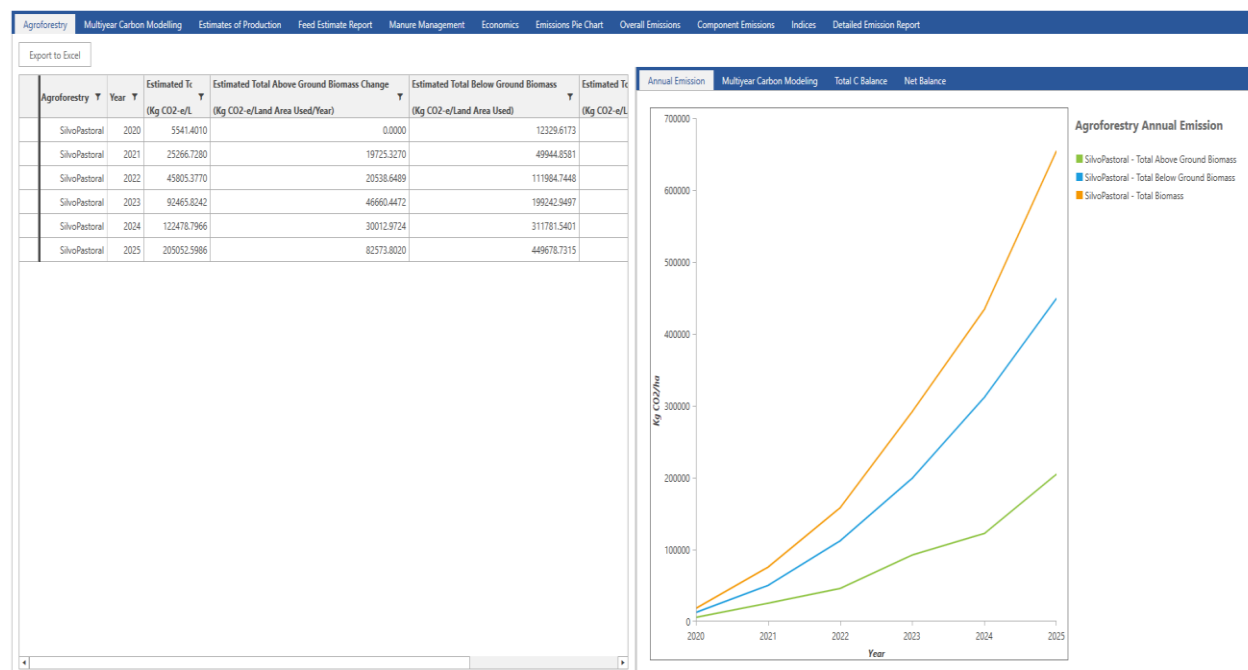 Agroforestry Multiyear Carbon Modelling Estimates of Production Feed Estimate Report Manure Management Economics Emissions Pie Chart Overall Emissions Component Emissions Indices Detailed Emission Report
Export to Excel
Agroforestry Year Estimated Tc (Kg CO2-e/L Estimated Total Above Ground Biomass Change (Kg CO2-e/Land Area Used/Year) Estimated Total Below Ground Biomass (Kg CO2-e/Land Area Used) Estimated Tc (Kg CO2-e/L
SilvoPastoral 2020 5541.4010 0.0000 12329.6173
SilvoPastoral 2021 25266.7280 19725.3270 49944.8581
SilvoPastoral 2022 45805.3770 20538.6489 111984.7448
SilvoPastoral 2023 92465.8242 46660.4472 199242.9497
SilvoPastoral 2024 122478.7966 30012.9724 311781.5401
SilvoPastoral 2025 205052.5986 82573.8020 449678.7315
Annual Emission Multiyear Carbon Modeling Total C Balance Net Balance
700000
600000
500000
400000
300000
200000
100000
0
Kg CO2/ha
2020 2021 2022 2023 2024 2025
Year
Agroforestry Annual Emission
SilvoPastoral - Total Above Ground Biomass
SilvoPastoral - Total Below Ground Biomass
SilvoPastoral - Total Biomass